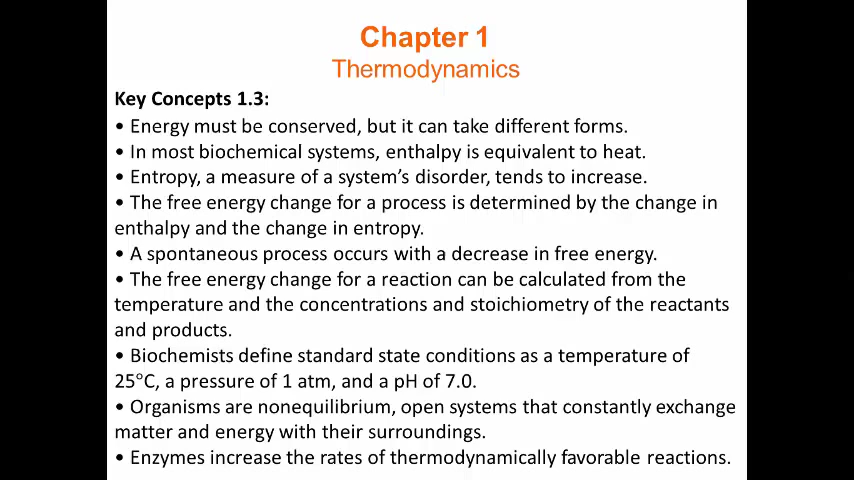 Chapter 1
Thermodynamics
Key Concepts 1.3:
• Energy must be conserved, but it can take different forms.
• In most biochemical systems, enthalpy is equivalent to heat.
• Entropy, a measure of a system’s disorder, tends to increase.
• The free energy change for a process is determined by the change in
enthalpy and the change in entropy.
• A spontaneous process occurs with a decrease in free energy.
• The free energy change for a reaction can be calculated from the
temperature and the concentrations and stoichiometry of the reactants
and products.
• Biochemists define standard state conditions as a temperature of
25°C, a pressure of 1 atm, and a pH of 7.0.
• Organisms are nonequilibrium, open systems that constantly exchange
matter and energy with their surroundings.
• Enzymes increase the rates of thermodynamically favorable reactions.